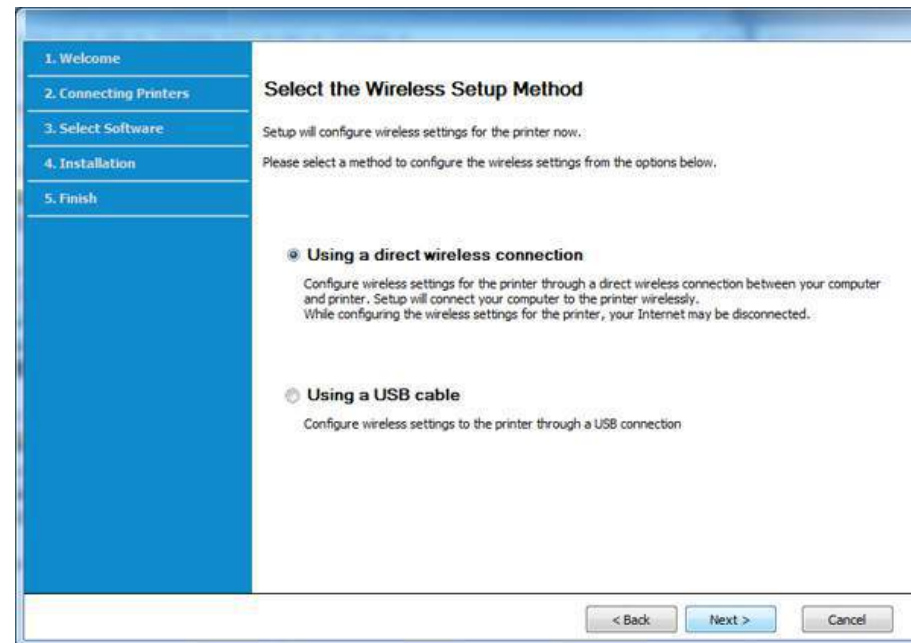 1. Welcome
2. Connecting Printers
3. Select Software
4. Installation
5. Finish
Select the Wireless Setup Method
Setup will configure wireless settings for the printer now.
Please select a method to configure the wireless settings from the options below.
Using a direct wireless connection
Configure wireless settings for the printer through a direct wireless connection between your computer
and printer. Setup will connect your computer to the printer wirelessly.
While configuring the wireless settings for the printer, your Internet may be disconnected.
Using a USB cable
Configure wireless settings to the printer through a USB connection
< Back Next > Cancel